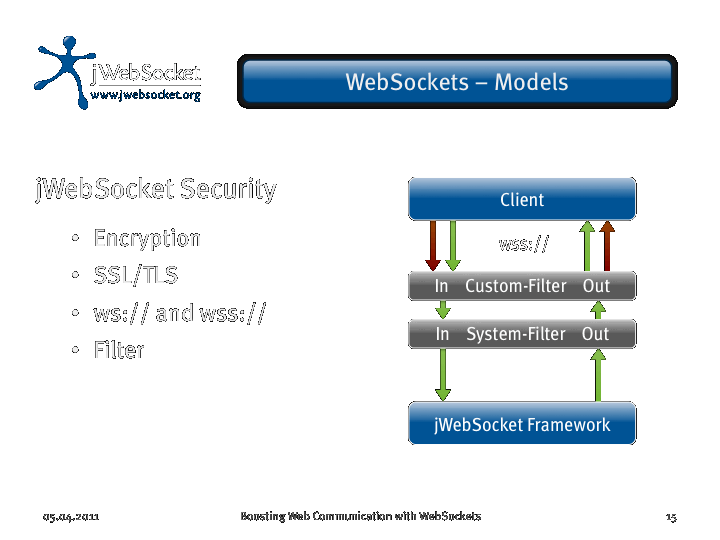 jWebSocket
www.jwebsocket.org
WebSockets – Models
jWebSocket Security
• Encryption
• SSL/TLS
• ws:// and wss://
• Filter
Client
wss://
In Custom-Filter Out
In System-Filter Out
jWebSocket Framework
05.04.2011 Boosting Web Communication with WebSockets 15